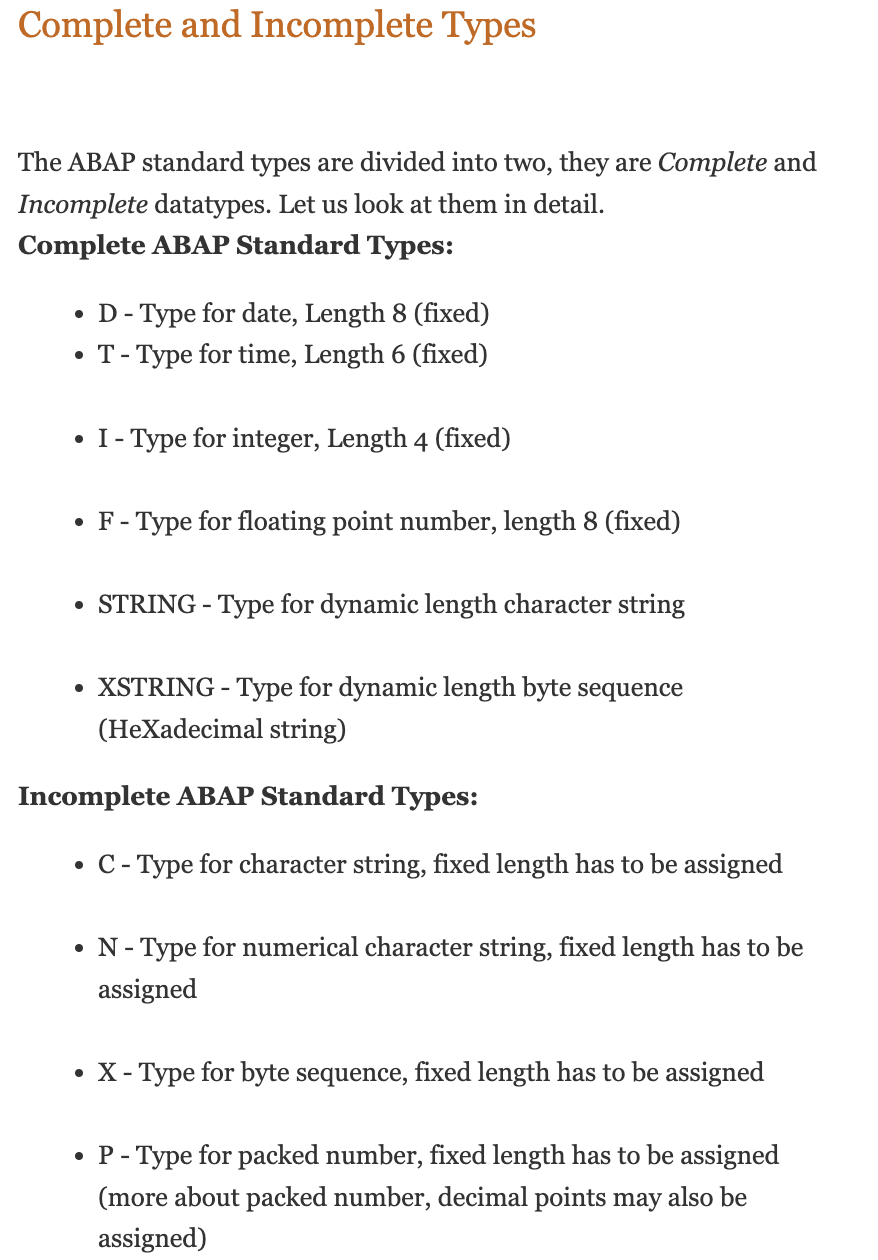 Complete and Incomplete Types
The ABAP standard types are divided into two, they are Complete and
Incomplete datatypes. Let us look at them in detail.
Complete ABAP Standard Types:
• D - Type for date, Length 8 (fixed)
• T - Type for time, Length 6 (fixed)
• I - Type for integer, Length 4 (fixed)
• F - Type for floating point number, length 8 (fixed)
• STRING - Type for dynamic length character string
• XSTRING - Type for dynamic length byte sequence
(HeXadecimal string)
Incomplete ABAP Standard Types:
• C - Type for character string, fixed length has to be assigned
• N - Type for numerical character string, fixed length has to be
assigned
• X - Type for byte sequence, fixed length has to be assigned
• P - Type for packed number, fixed length has to be assigned
(more about packed number, decimal points may also be
assigned)